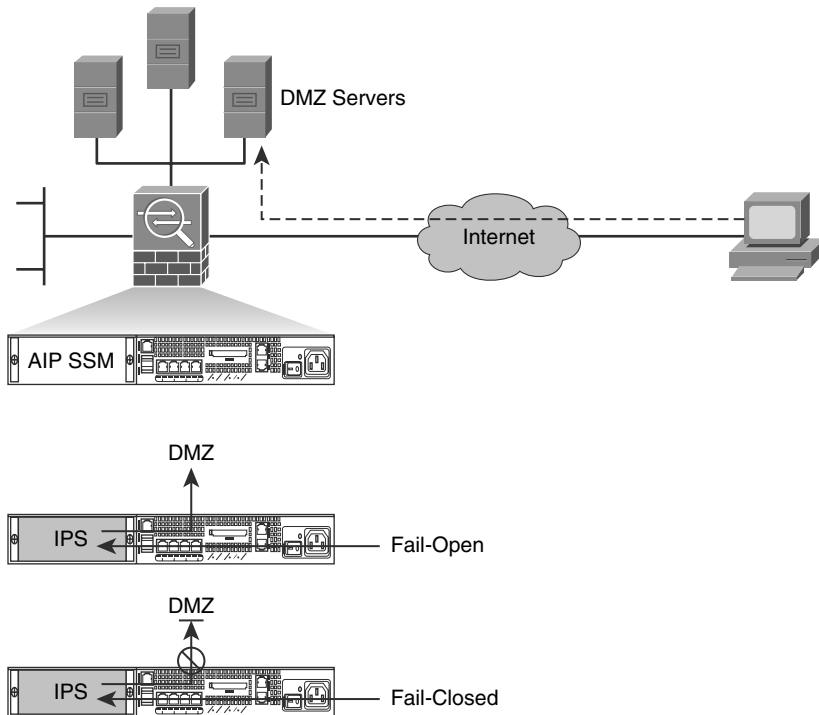 DMZ Servers
Internet
AIP SSM
DMZ
IPS
Fail-Open
DMZ
IPS
Fail-Closed